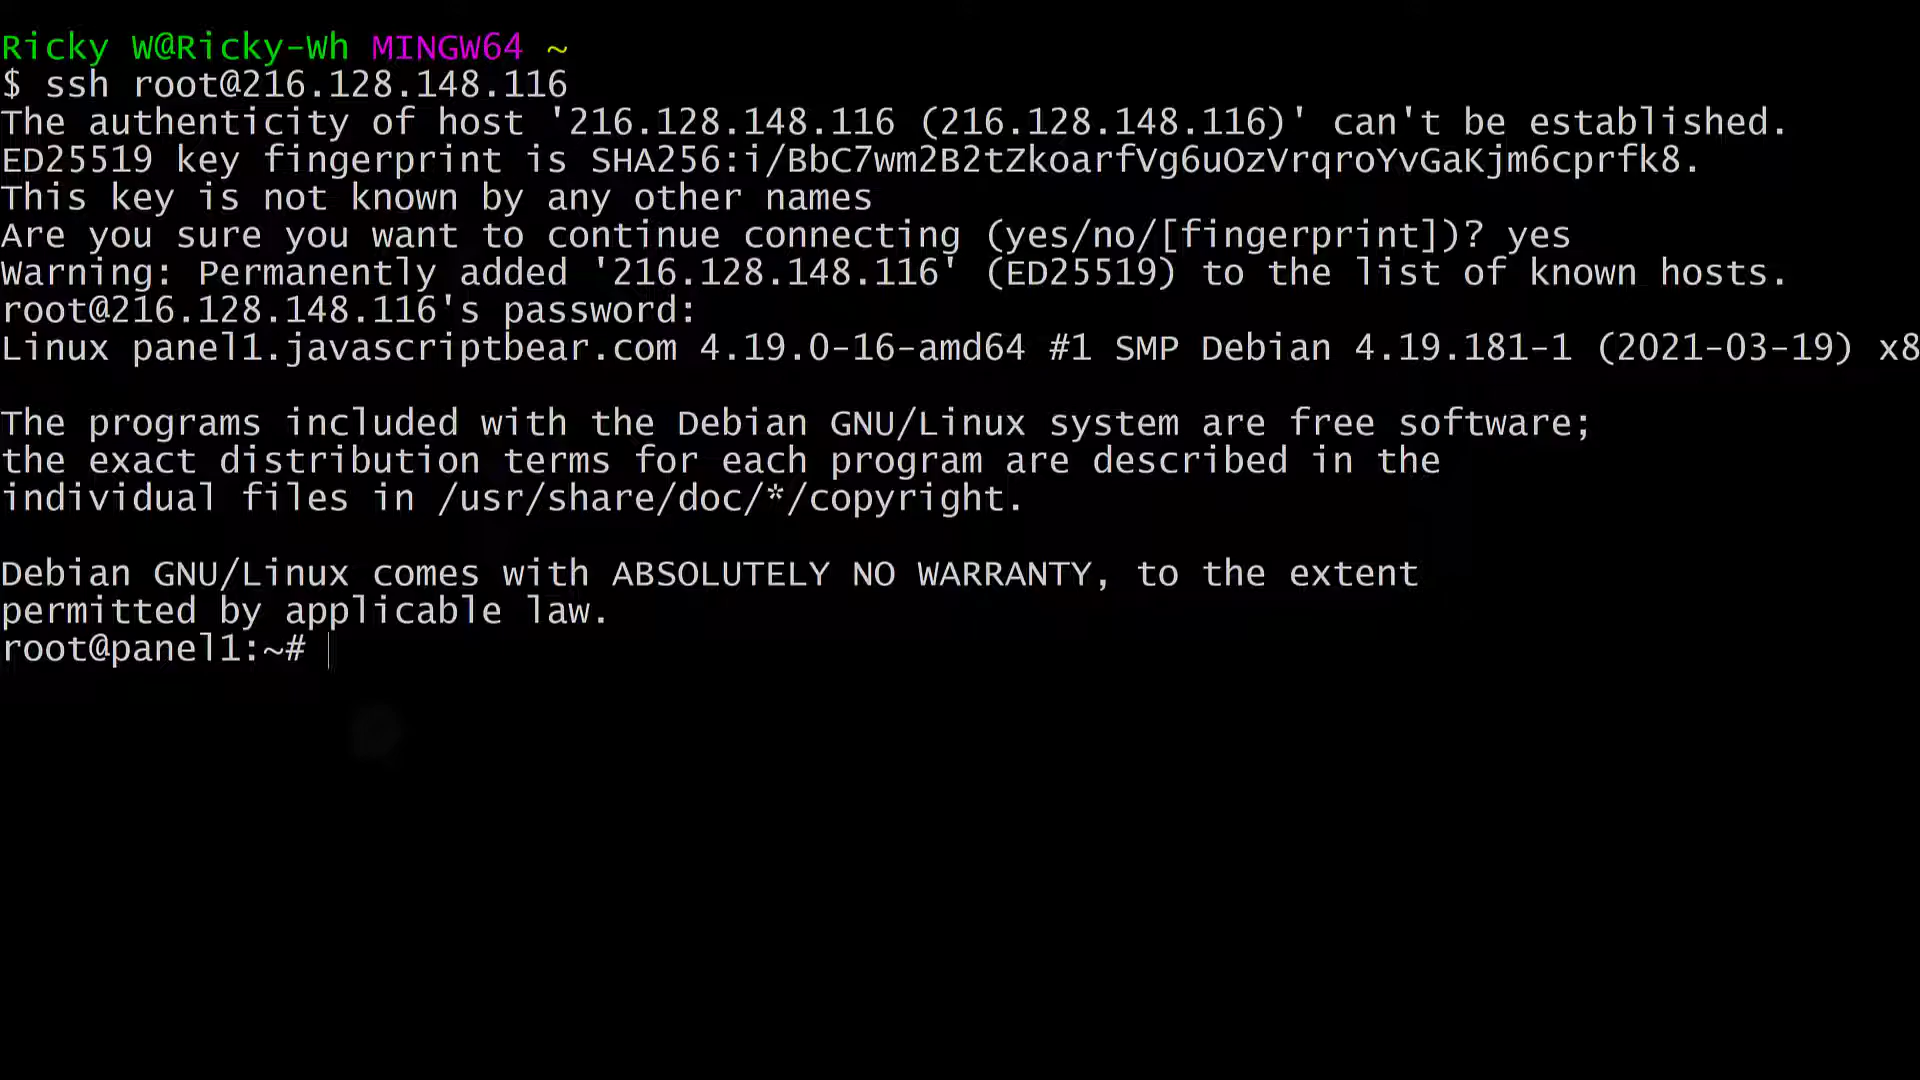 Ricky W@Ricky-Wh MINGW64 ~
$ ssh root@216.128.148.116
The authenticity of host '216.128.148.116 (216.128.148.116)' can't be established.
ED25519 key fingerprint is SHA256:i/BbC7wm2B2tZkoarfVg6uOzVrqroYvGaKjm6cprfk8.
This key is not known by any other names
Are you sure you want to continue connecting (yes/no/[fingerprint])? yes
Warning: Permanently added '216.128.148.116' (ED25519) to the list of known hosts.
root@216.128.148.116's password:
Linux panel1.javascriptbear.com 4.19.0-16-amd64 #1 SMP Debian 4.19.181-1 (2021-03-19) x8
The programs included with the Debian GNU/Linux system are free software;
the exact distribution terms for each program are described in the
individual files in /usr/share/doc/*/copyright.
Debian GNU/Linux comes with ABSOLUTELY NO WARRANTY, to the extent
permitted by applicable law.
root@panel1:~#